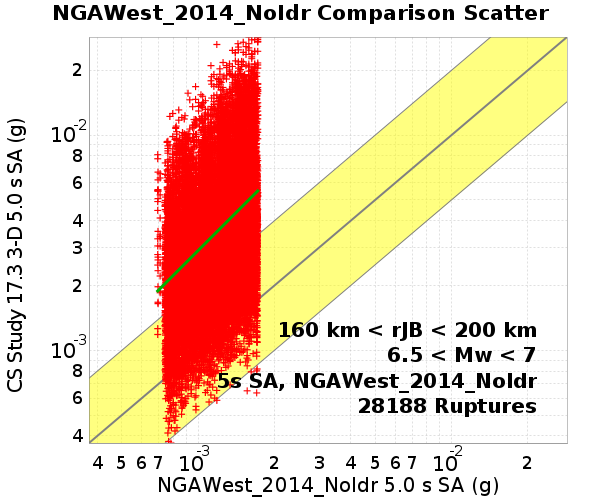 NGAWest_2014_NoIdr Comparison Scatter
CS Study 17.3 3-D 5.0 s SA (g)
2
10-2
8
6
4
3
2
10-3
8
6
4
160 km < rJB < 200 km
6.5 < Mw < 7
5s SA, NGAWest_2014_NoIdr
28188 Ruptures
4 5 6 7 10-3 2 3 4 5 6 7 10-2 2
NGAWest_2014_NoIdr 5.0 s SA (g)